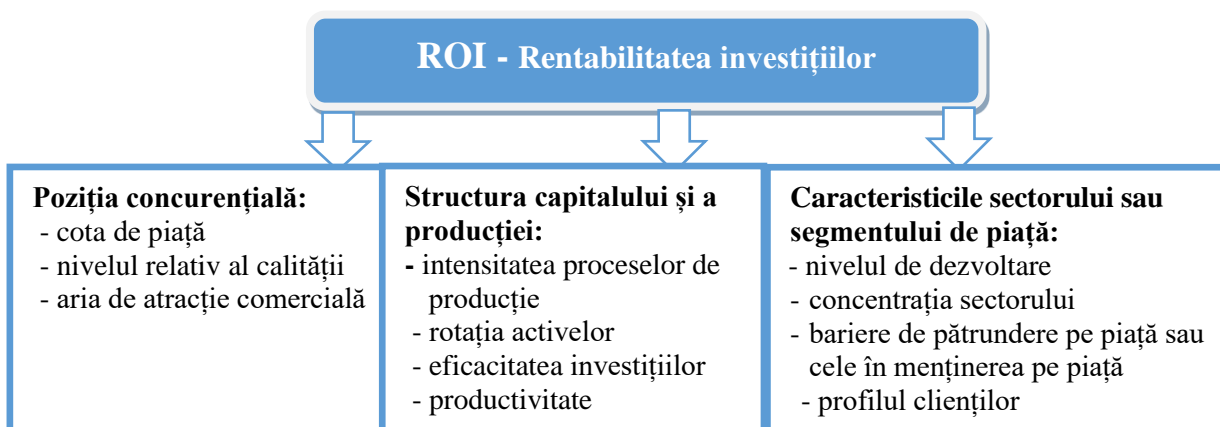 ROI - Rentabilitatea investițiilor
Poziția concurențială:
- cota de piață
- nivelul relativ al calității
- aria de atracție comercială
Structura capitalului și a
producției:
- intensitatea proceselor de
producție
- rotația activelor
- eficacitatea investițiilor
- productivitate
Caracteristicile sectorului sau
segmentului de piață:
- nivelul de dezvoltare
- concentrația sectorului
- bariere de pătrundere pe piață sau
cele în menținerea pe piață
- profilul clienților